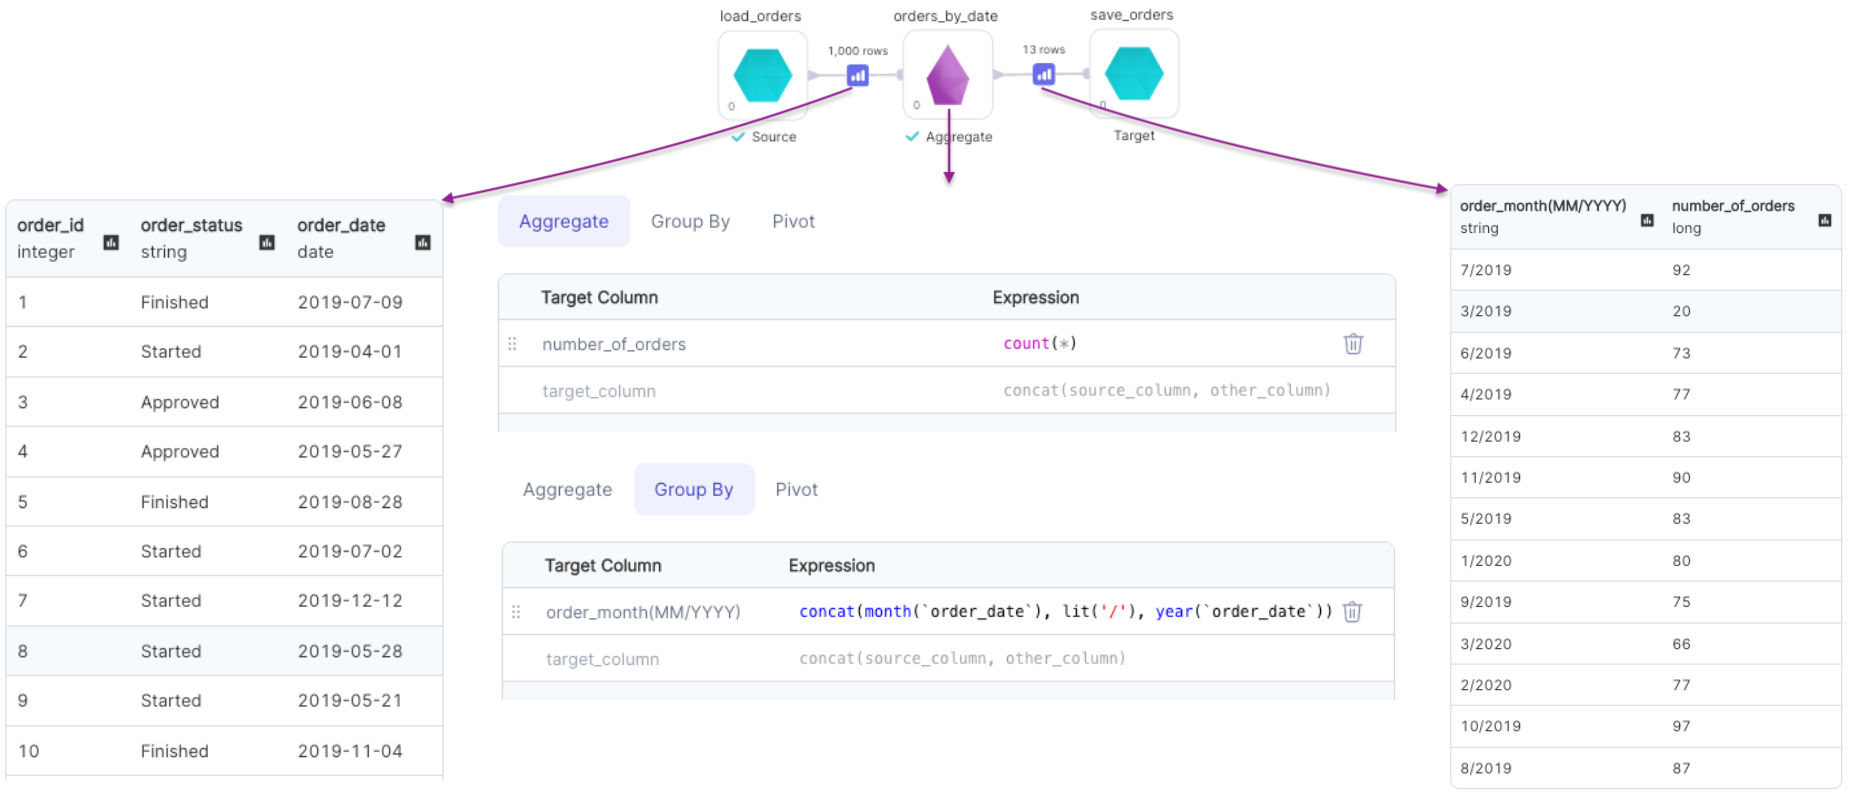 load_orders
orders_by_date
save_orders
1,000 rows
13 rows
0
0
0
Source
Aggregate
Target
order_id order_status order_date
integer string date
1 Finished 2019-07-09
2 Started 2019-04-01
3 Approved 2019-06-08
4 Approved 2019-05-27
5 Finished 2019-08-28
6 Started 2019-07-02
7 Started 2019-12-12
8 Started 2019-05-28
9 Started 2019-05-21
10 Finished 2019-11-04
Aggregate Group By Pivot
Target Column Expression
number_of_orders count(*)
target_column concat(source_column, other_column)
Aggregate Group By Pivot
Target Column Expression
order_month(MM/YYYY) concat(month(`order_date`), lit('/'), year(`order_date`))
target_column concat(source_column, other_column)
order_month(MM/YYYY) number_of_orders
string long
7/2019 92
3/2019 20
6/2019 73
4/2019 77
12/2019 83
11/2019 90
5/2019 83
1/2020 80
9/2019 75
3/2020 66
2/2020 77
10/2019 97
8/2019 87